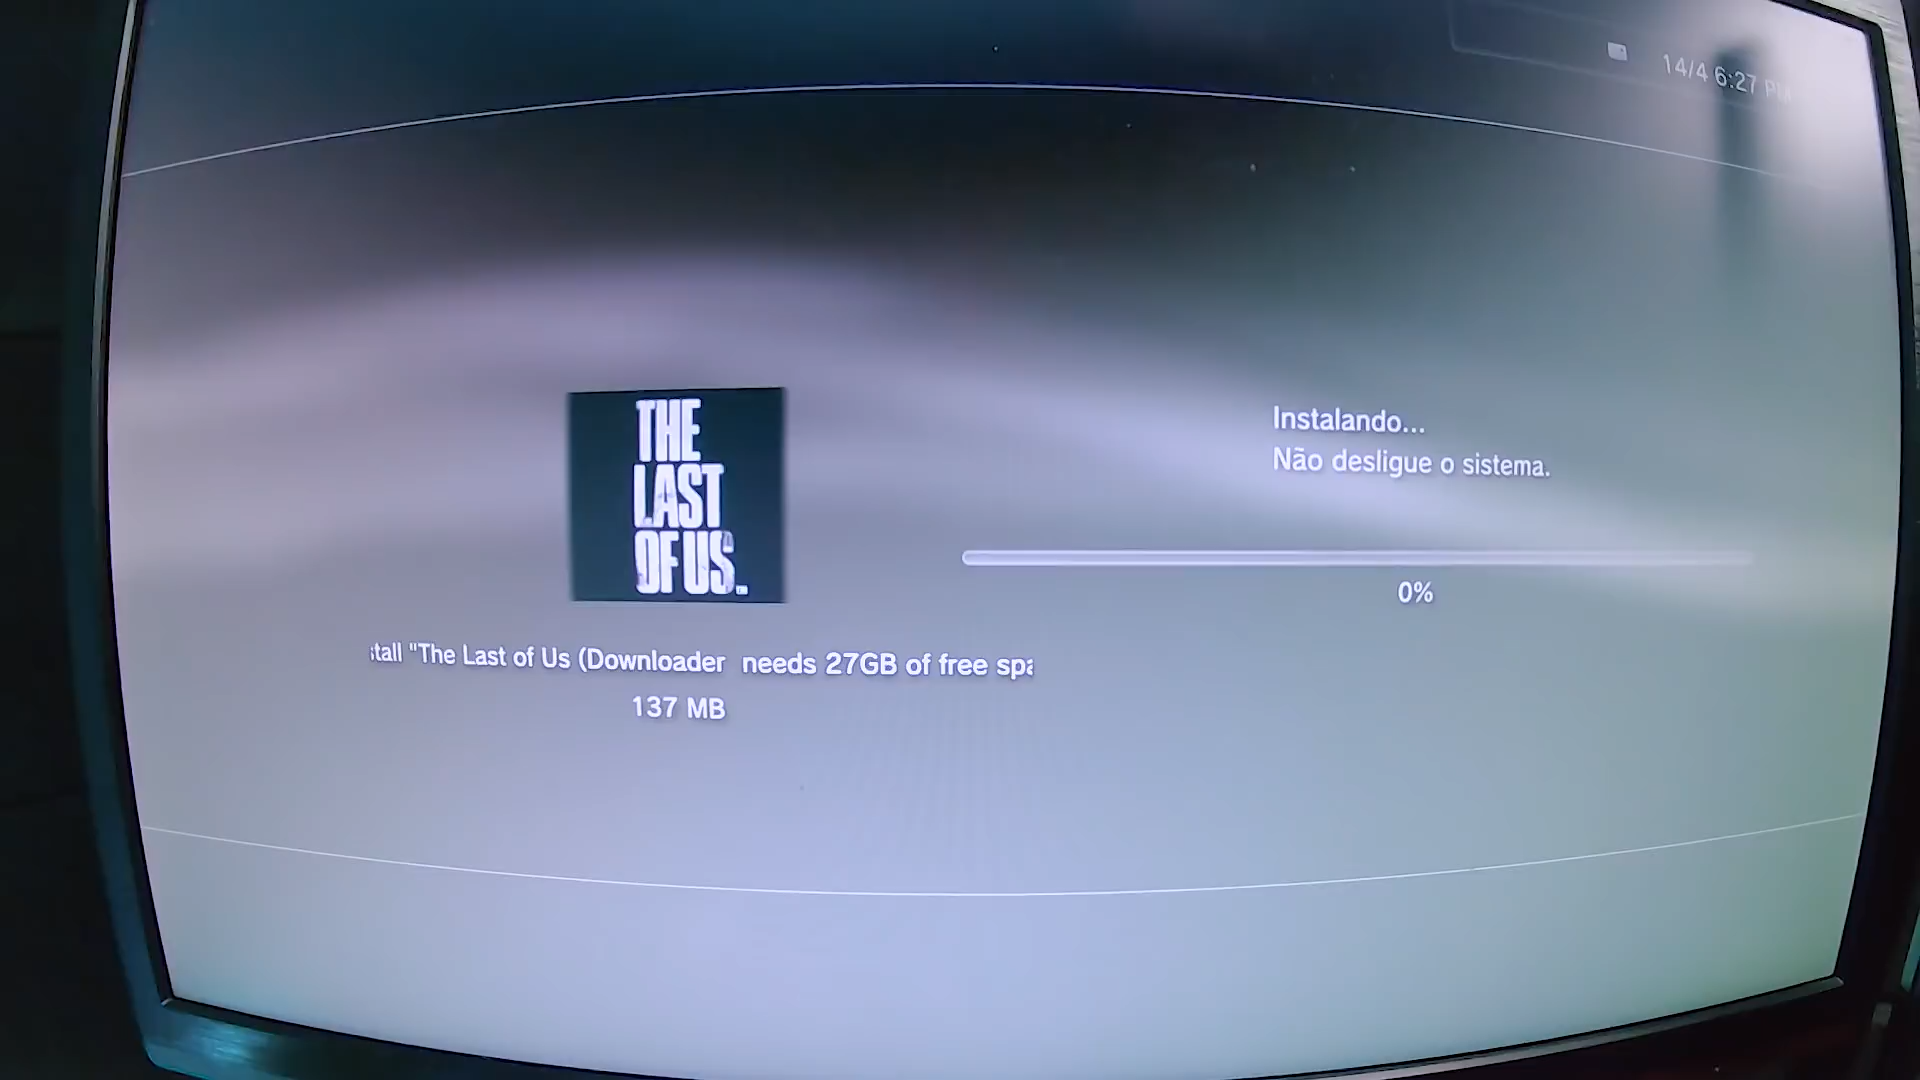 14/4 6:27 PM
THE
LAST
OF US
Instalando...
Não desligue o sistema.
0%
"The Last of Us (Downloader needs 27GB of free
137 MB